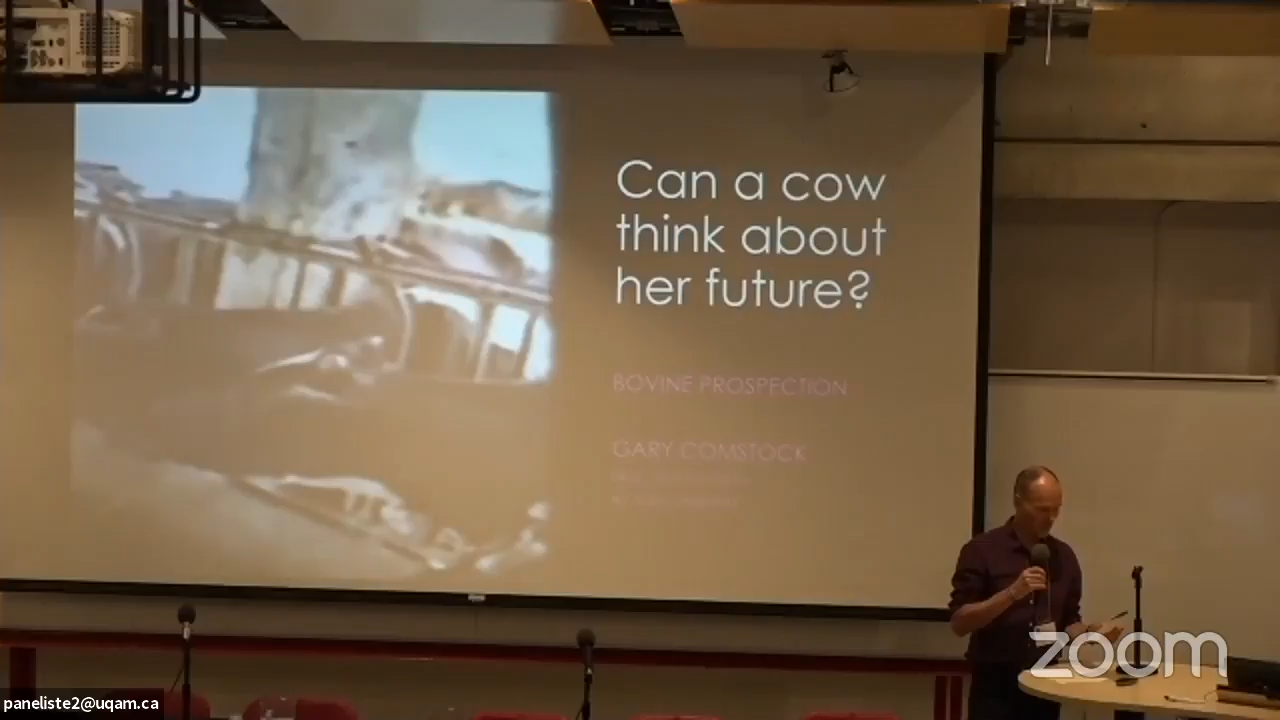 Can a cow
think about
her future?
BOVINE PROSPECTION
GARY COMSTOCK
zoom
paneliste2@uqam.ca